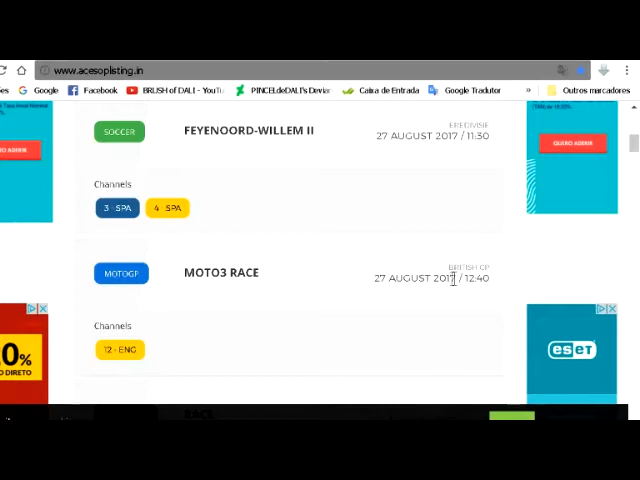 www.acesoplisting.in
Google
Facebook
BRUSH of DALI - YouTu
PINCELdeDALI's Devia
Caixa de Entrada
Google Tradutor
»
Outros marcadores
SOCCER
FEYENOORD-WILLEM II
EREDIVISIE
27 AUGUST 2017 / 11:30
Channels
3 - SPA
4 - SPA
MOTOGP
MOTO3 RACE
BRITISH GP
27 AUGUST 2017 / 12:40
Channels
12 - ENG
QUERO ADERIR
0%
DIRETO
eseT